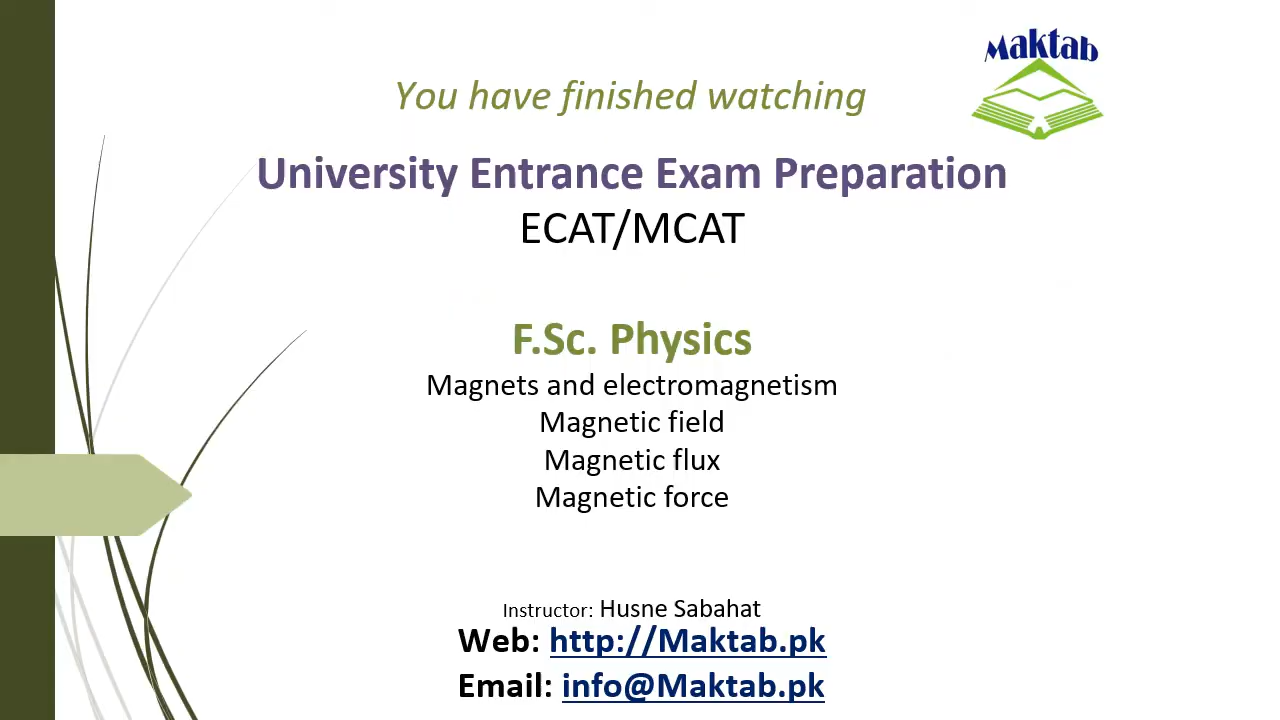 Maktab
You have finished watching
University Entrance Exam Preparation
ECAT/MCAT
F.Sc. Physics
Magnets and electromagnetism
Magnetic field
Magnetic flux
Magnetic force
Instructor: Husne Sabahat
Web: http://Maktab.pk
Email: info@Maktab.pk